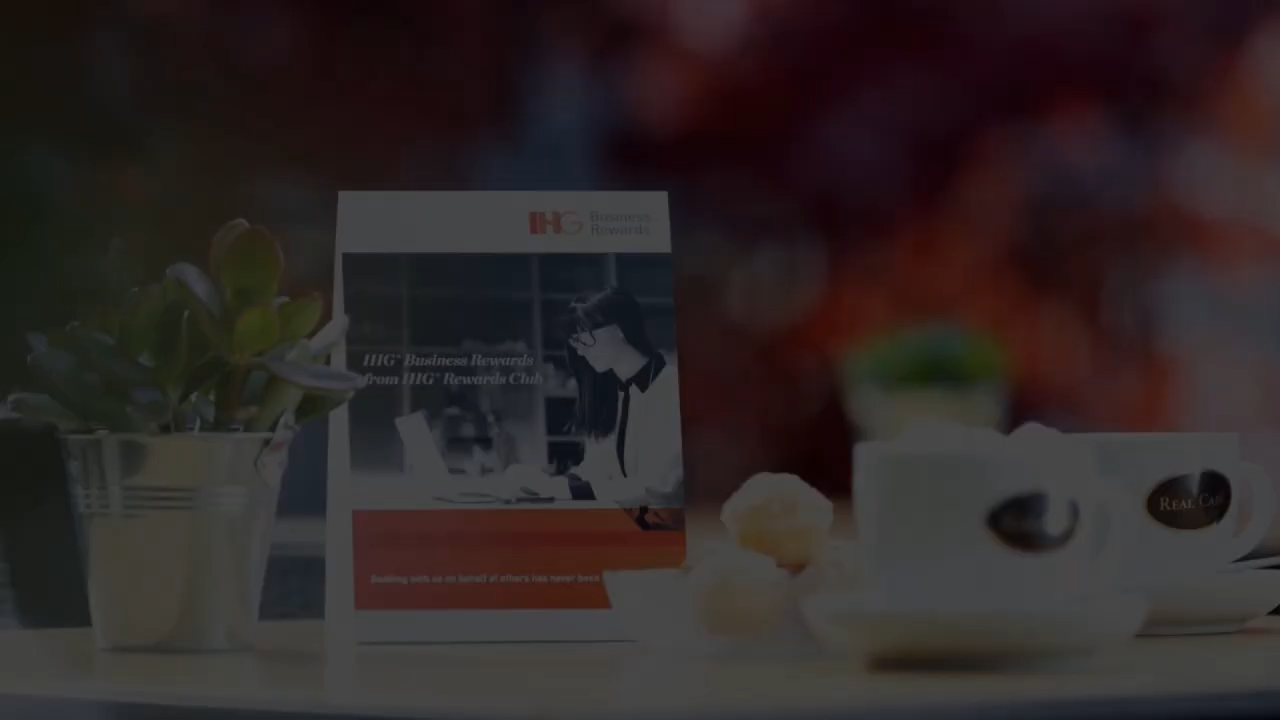 IHG Business
Rewards
IHG® Business Rewards
from IHG® Rewards Club
Booking with us on behalf of others has never been
REAL